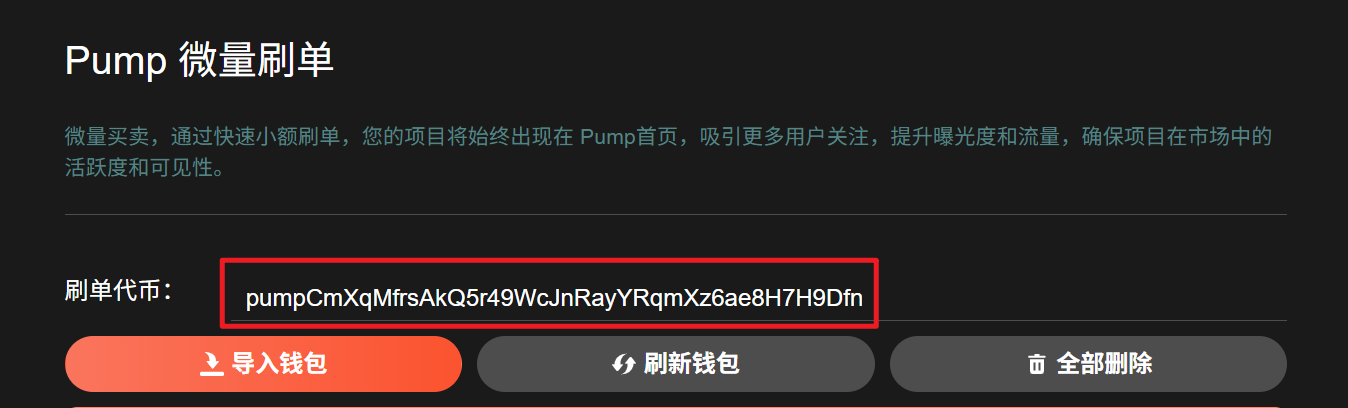 Pump 微量刷单
微量买卖，通过快速小额刷单，您的项目将始终出现在 Pump首页，吸引更多用户关注，提升曝光度和流量，确保项目在市场中的
活跃度和可见性。
刷单代币：
pumpCmXqMfrsAkQ5r49WcJnRayYRqmXz6ae8H7H9Dfn
导入钱包
刷新钱包
全部删除